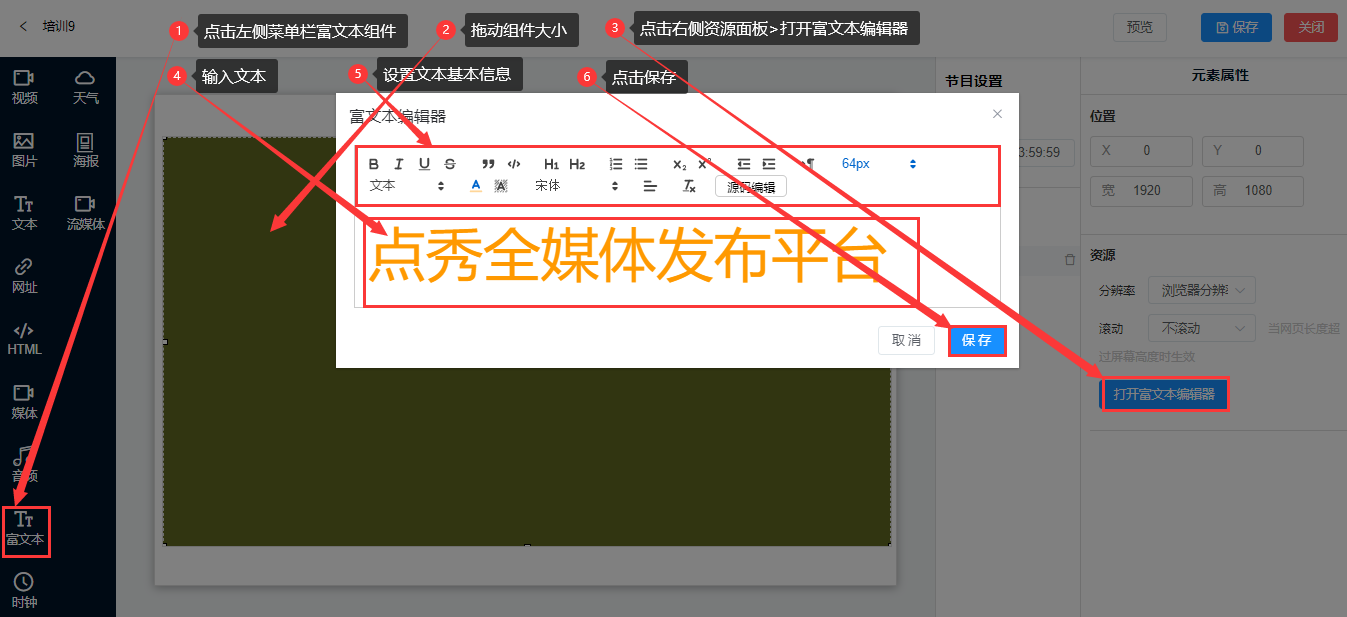 培训9
1 点击左侧菜单栏富文本组件
2 拖动组件大小
3 点击右侧资源面板>打开富文本编辑器
预览
保存
关闭
4 输入文本
5 设置文本基本信息
6 点击保存
视频
天气
图片
海报
文本
流媒体
网址
HTML
媒体
音频
富文本
时钟
富文本编辑器
B I U S H1 H2 X2 X² 64px
文本 A A 宋体 Tx 源码编辑
点秀全媒体发布平台
取消
保存
节目设置
3:59:59
元素属性
位置
X 0 Y 0
宽 1920 高 1080
资源
分辨率 浏览器分辨
滚动 不滚动 当网页长度超
过屏幕高度时生效
打开富文本编辑器